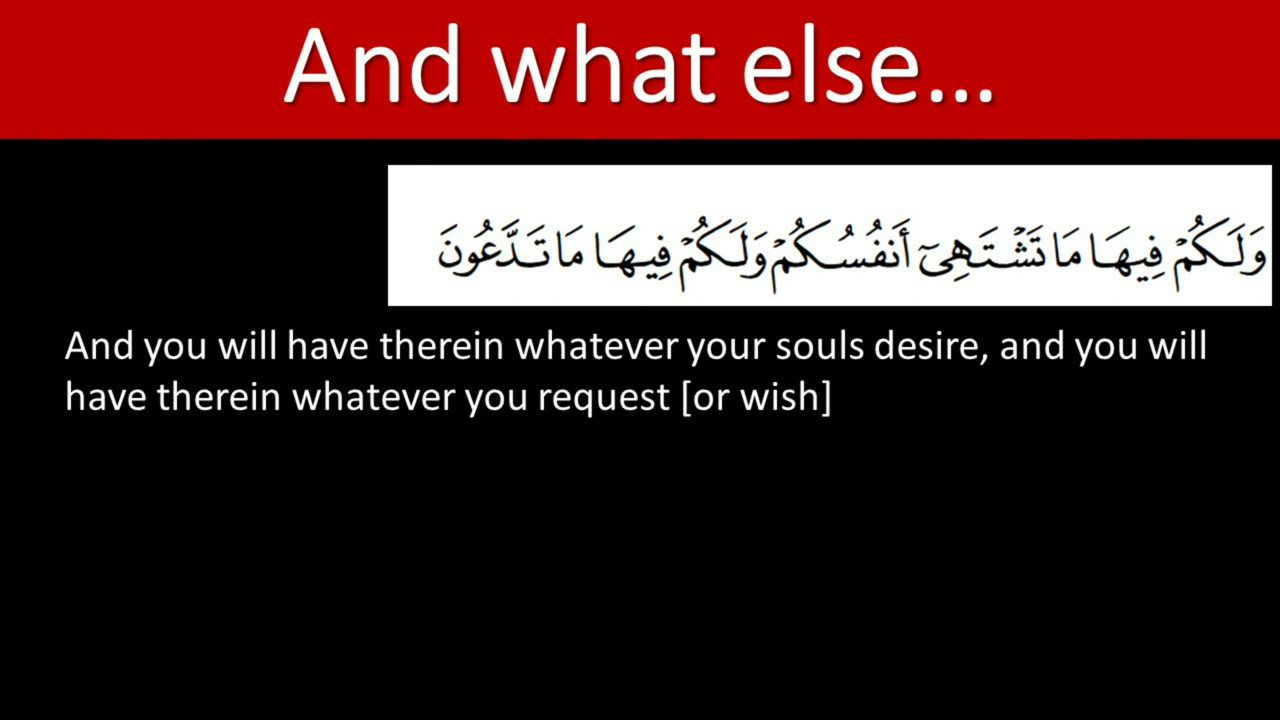 And what else...
وَلَكُمْ فِيهَا مَا تَشْتَهِىٓ أَنفُسُكُمْ وَلَكُمْ فِيهَا مَا تَدَّعُونَ
And you will have therein whatever your souls desire, and you will
have therein whatever you request [or wish]